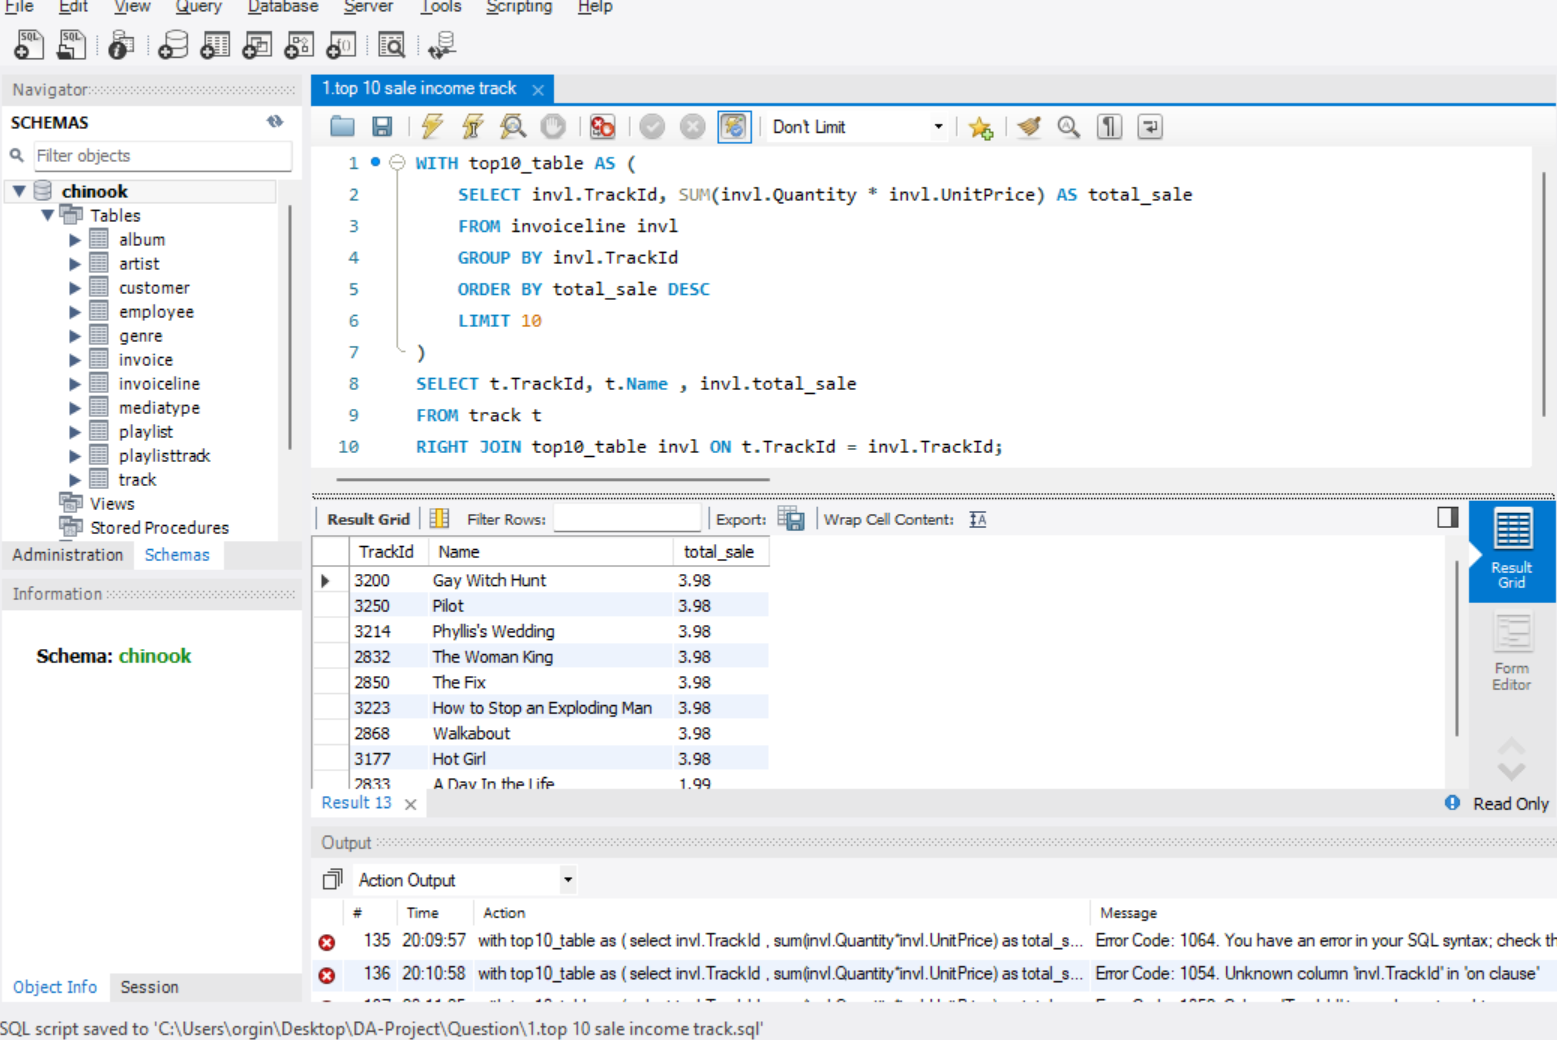 File Edit View Query Database Server Tools Scripting Help
SQL SQL
Navigator
SCHEMAS
Filter objects
chinook
Tables
album
artist
customer
employee
genre
invoice
invoiceline
mediatype
playlist
playlisttrack
track
Views
Stored Procedures
Administration Schemas
Information
Schema: chinook
Object Info Session
1.top 10 sale income track
Don't Limit
1 WITH top10_table AS (
2 SELECT invl.TrackId, SUM(invl.Quantity * invl.UnitPrice) AS total_sale
3 FROM invoiceline invl
4 GROUP BY invl.TrackId
5 ORDER BY total_sale DESC
6 LIMIT 10
7 )
8 SELECT t.TrackId, t.Name , invl.total_sale
9 FROM track t
10 RIGHT JOIN top10_table invl ON t.TrackId = invl.TrackId;
Result Grid Filter Rows: Export: Wrap Cell Content:
TrackId Name total_sale
3200 Gay Witch Hunt 3.98
3250 Pilot 3.98
3214 Phyllis's Wedding 3.98
2832 The Woman King 3.98
2850 The Fix 3.98
3223 How to Stop an Exploding Man 3.98
2868 Walkabout 3.98
3177 Hot Girl 3.98
2833 A Day In the Life 1.99
Result Grid
Form Editor
Result 13
Read Only
Output
Action Output
# Time Action Message
135 20:09:57 with top10_table as ( select invl.TrackId , sum(invl.Quantity*invl.UnitPrice) as total_s... Error Code: 1064. You have an error in your SQL syntax; check th
136 20:10:58 with top10_table as ( select invl.TrackId , sum(invl.Quantity*invl.UnitPrice) as total_s... Error Code: 1054. Unknown column 'invl.TrackId' in 'on clause'
SQL script saved to 'C:\Users\orgin\Desktop\DA-Project\Question\1.top 10 sale income track.sql'